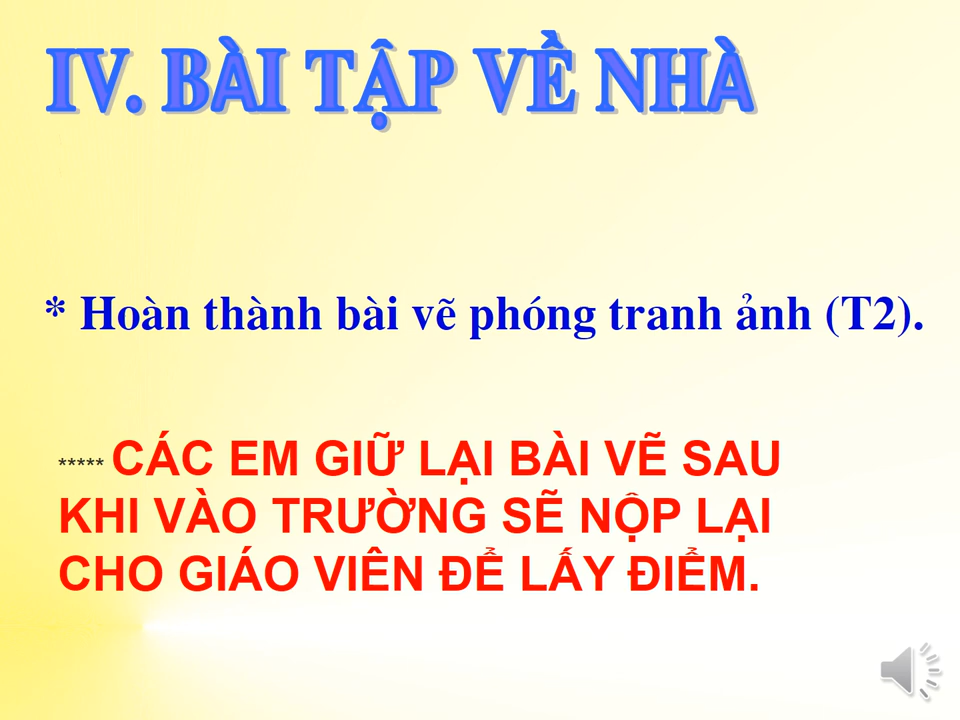 IV. BÀI TẬP VỀ NHÀ
* Hoàn thành bài vẽ phóng tranh ảnh (T2).
***** CÁC EM GIỮ LẠI BÀI VẼ SAU
KHI VÀO TRƯỜNG SẼ NỘP LẠI
CHO GIÁO VIÊN ĐỂ LẤY ĐIỂM.